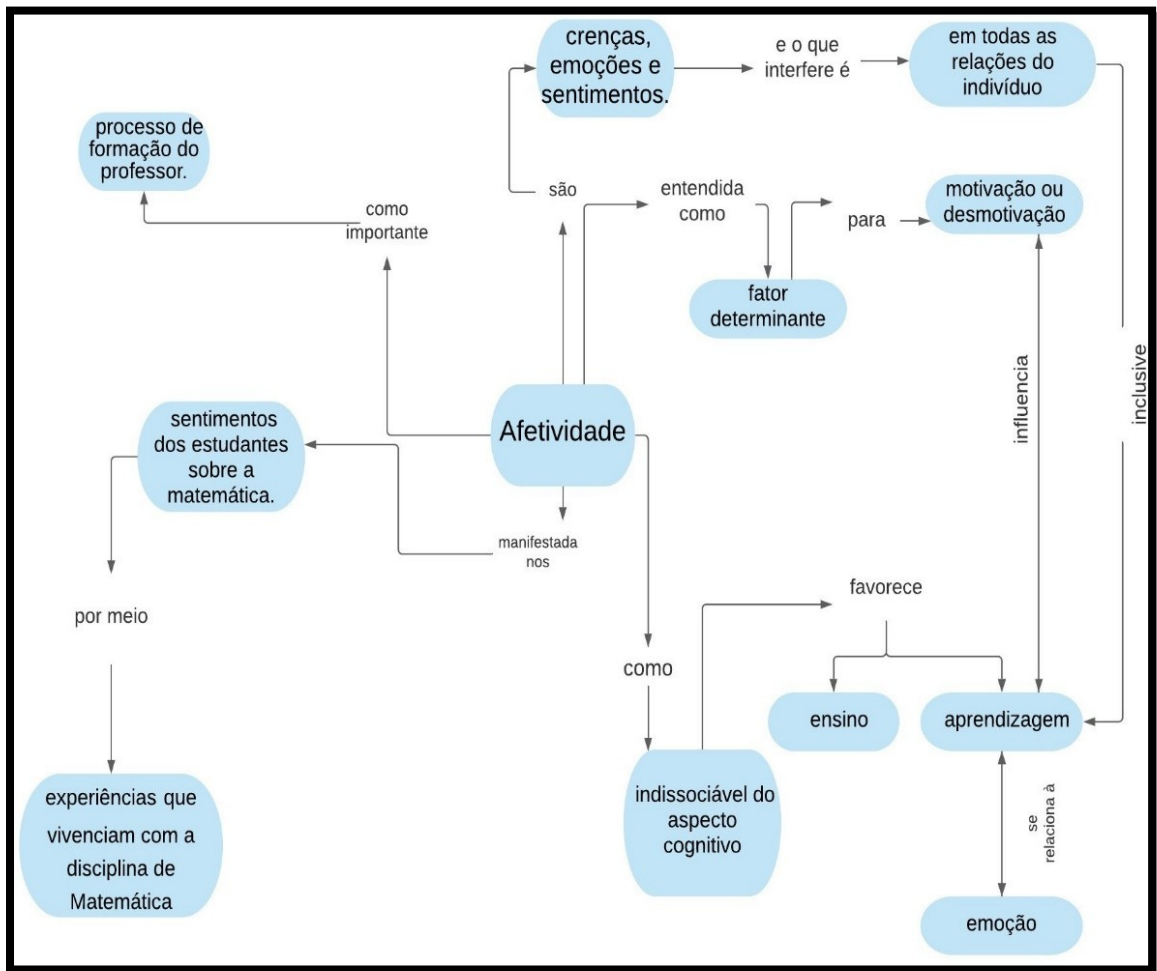 crenças,
emoções e
sentimentos.
e o que
interfere é
em todas as
relações do
indivíduo
processo de
formação do
professor.
como
importante
são
entendida
como
para
motivação ou
desmotivação
fator
determinante
influencia
inclusive
Afetividade
sentimentos
dos estudantes
sobre a
matemática.
manifestada
nos
por meio
como
favorece
ensino
aprendizagem
experiências que
vivenciam com a
disciplina de
Matemática
indissociável do
aspecto
cognitivo
se
relaciona à
emoção